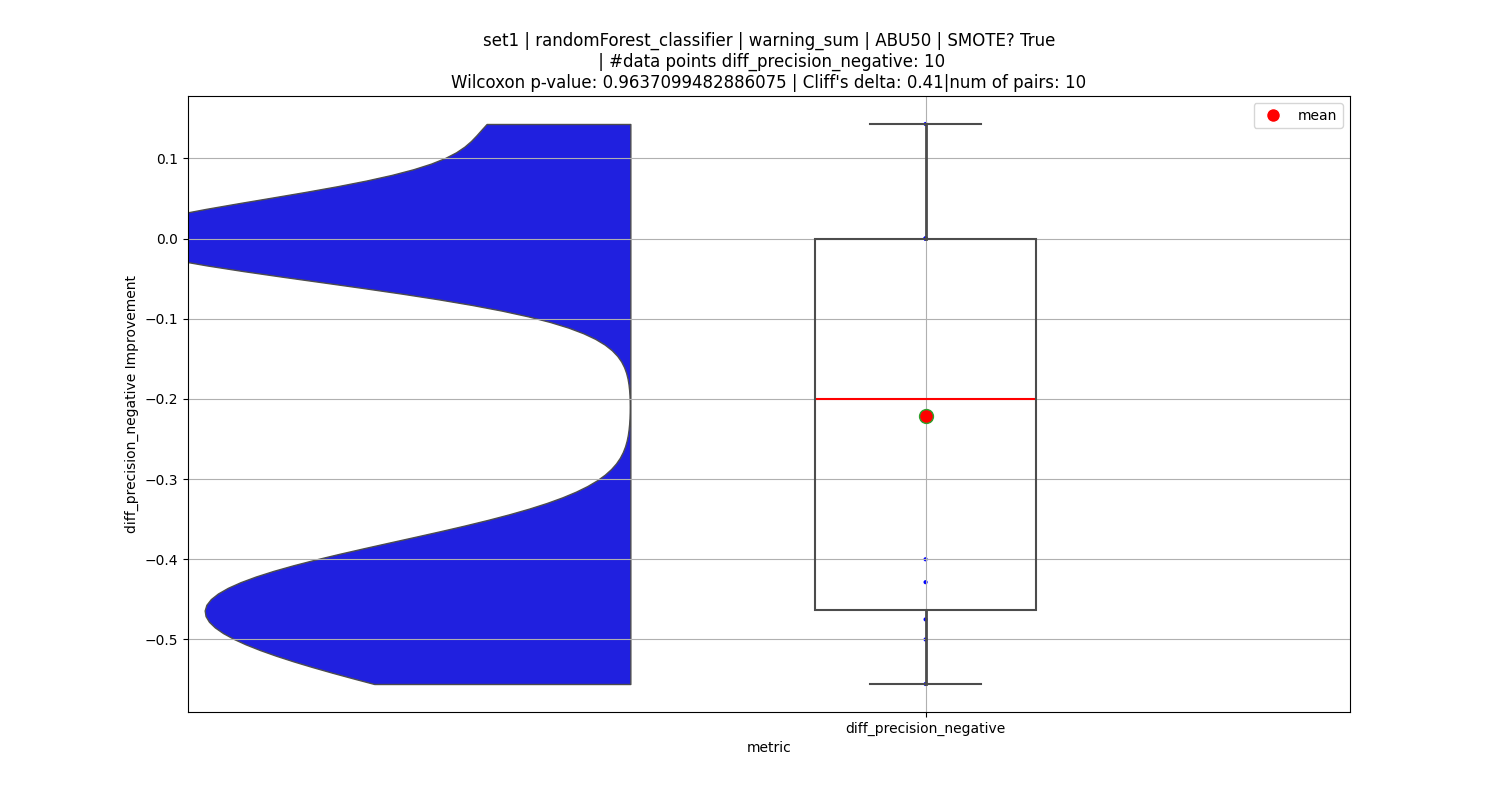 set1 | randomForest_classifier | warning_sum | ABU50 | SMOTE? True
| #data points diff_precision_negative: 10
Wilcoxon p-value: 0.9637099482886075 | Cliff's delta: 0.41|num of pairs: 10
mean
0.1
0.0
−0.1
−0.2
−0.3
−0.4
−0.5
diff_precision_negative Improvement
diff_precision_negative
metric